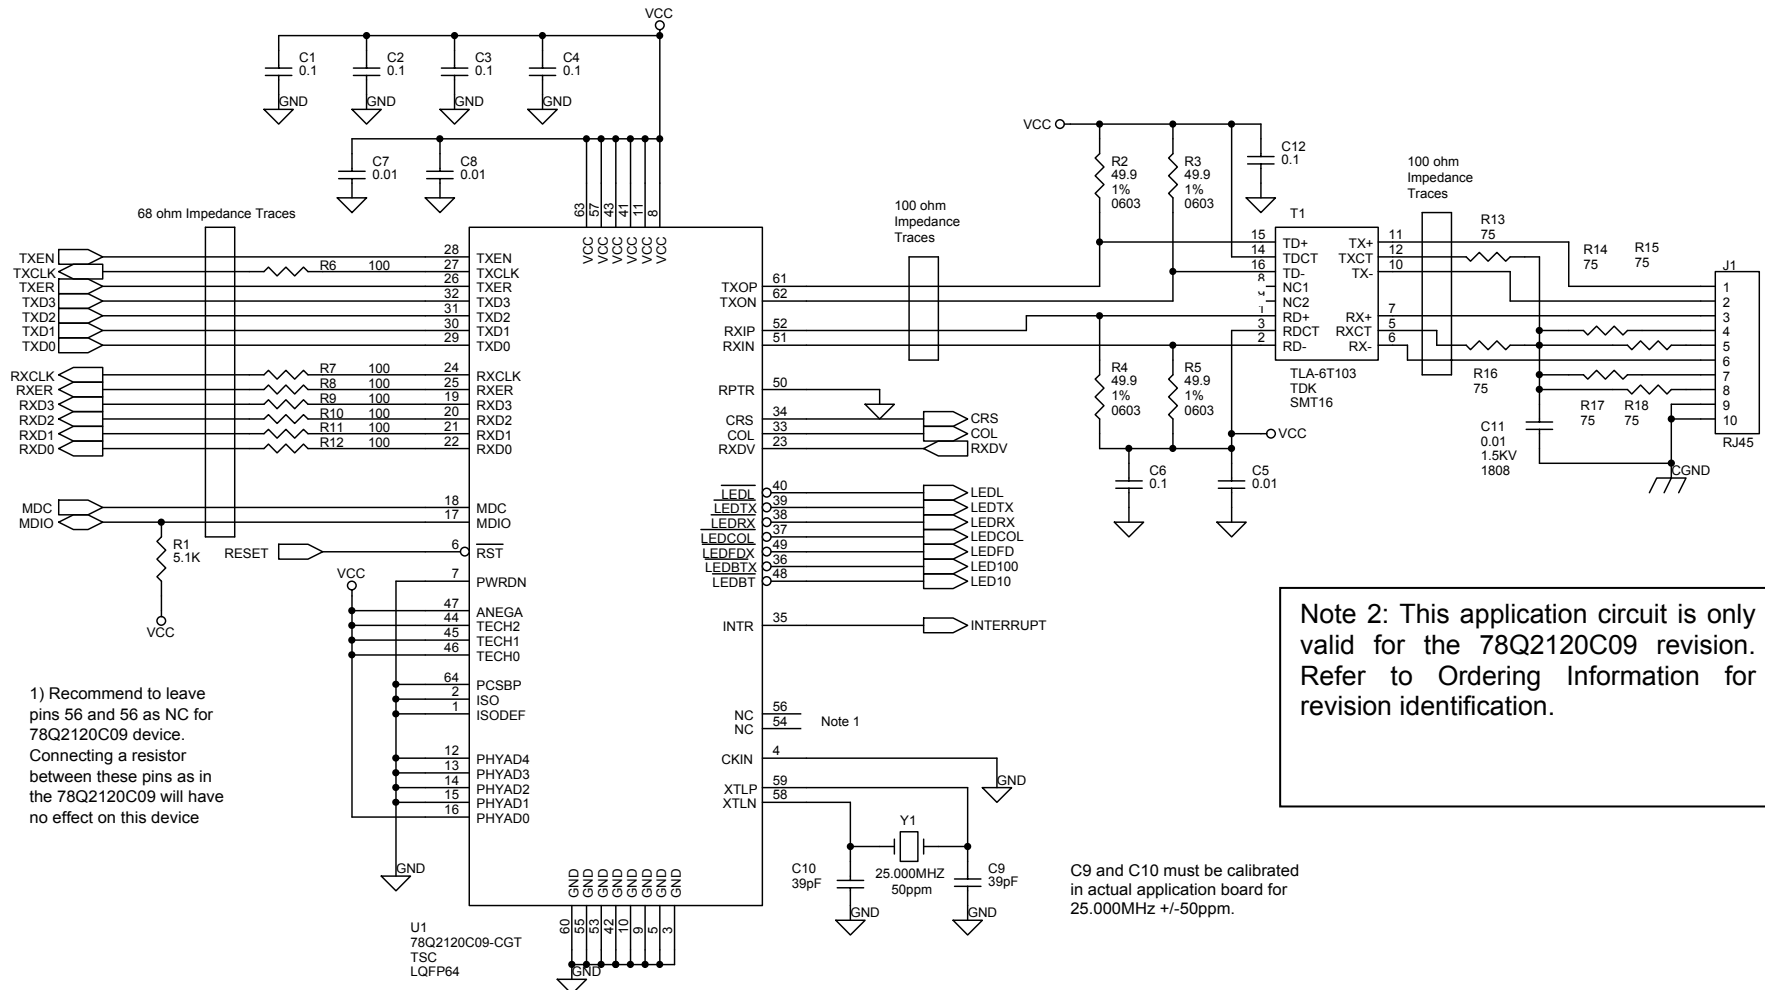 VCC
C1
0.1
C2
0.1
C3
0.1
C4
0.1
GND
GND
GND
GND
C7
0.01
C8
0.01
VCC
C12
0.1
R2
49.9
1%
0603
R3
49.9
1%
0603
100 ohm
Impedance
Traces
68 ohm Impedance Traces
63
57
43
41
11
8
VCC
VCC
VCC
VCC
VCC
VCC
100 ohm
Impedance
Traces
T1
R13
75
R14
75
R15
75
TXEN 28 TXEN
TXCLK R6 100 27 TXCLK
TXER 26 TXER
TXD3 32 TXD3
TXD2 31 TXD2
TXD1 30 TXD1
TXD0 29 TXD0
RXCLK R7 100 24 RXCLK
RXER R8 100 25 RXER
RXD3 R9 100 19 RXD3
RXD2 R10 100 20 RXD2
RXD1 R11 100 21 RXD1
RXD0 R12 100 22 RXD0
MDC 18 MDC
MDIO 17 MDIO
R1
5.1K
VCC
RESET 6 RST
VCC
7 PWRDN
47 ANEGA
44 TECH2
45 TECH1
46 TECH0
64 PCSBP
2 ISO
1 ISODEF
12 PHYAD4
13 PHYAD3
14 PHYAD2
15 PHYAD1
16 PHYAD0
GND
TXOP 61
TXON 62
RXIP 52
RXIN 51
RPTR 50
CRS 34 CRS
COL 33 COL
RXDV 23 RXDV
LEDL 40 LEDL
LEDTX 39 LEDTX
LEDRX 38 LEDRX
LEDCOL 37 LEDCOL
LEDFDX 49 LEDFD
LEDBTX 36 LED100
LEDBT 48 LED10
INTR 35 INTERRUPT
NC 56
NC 54
Note 1
CKIN 4
GND
XTLP 59
XTLN 58
15 TD+ TX+ 11
14 TDCT TXCT 12
16 TD- TX- 10
NC1
NC2
RD+ RX+ 7
3 RDCT RXCT 5
2 RD- RX- 6
TLA-6T103
TDK
SMT16
R4
49.9
1%
0603
R5
49.9
1%
0603
VCC
C6
0.1
C5
0.01
R16
75
R17
75
R18
75
C11
0.01
1.5KV
1808
J1
1
2
3
4
5
6
7
8
9
10
RJ45
CGND
Note 2: This application circuit is only
valid for the 78Q2120C09 revision.
Refer to Ordering Information for
revision identification.
1) Recommend to leave
pins 56 and 56 as NC for
78Q2120C09 device.
Connecting a resistor
between these pins as in
the 78Q2120C09 will have
no effect on this device
Y1
25.000MHZ
50ppm
C10
39pF
C9
39pF
GND
GND
C9 and C10 must be calibrated
in actual application board for
25.000MHz +/-50ppm.
GND
GND
GND
GND
GND
GND
GND
GND
60
55
53
42
10
9
5
3
GND
U1
78Q2120C09-CGT
TSC
LQFP64